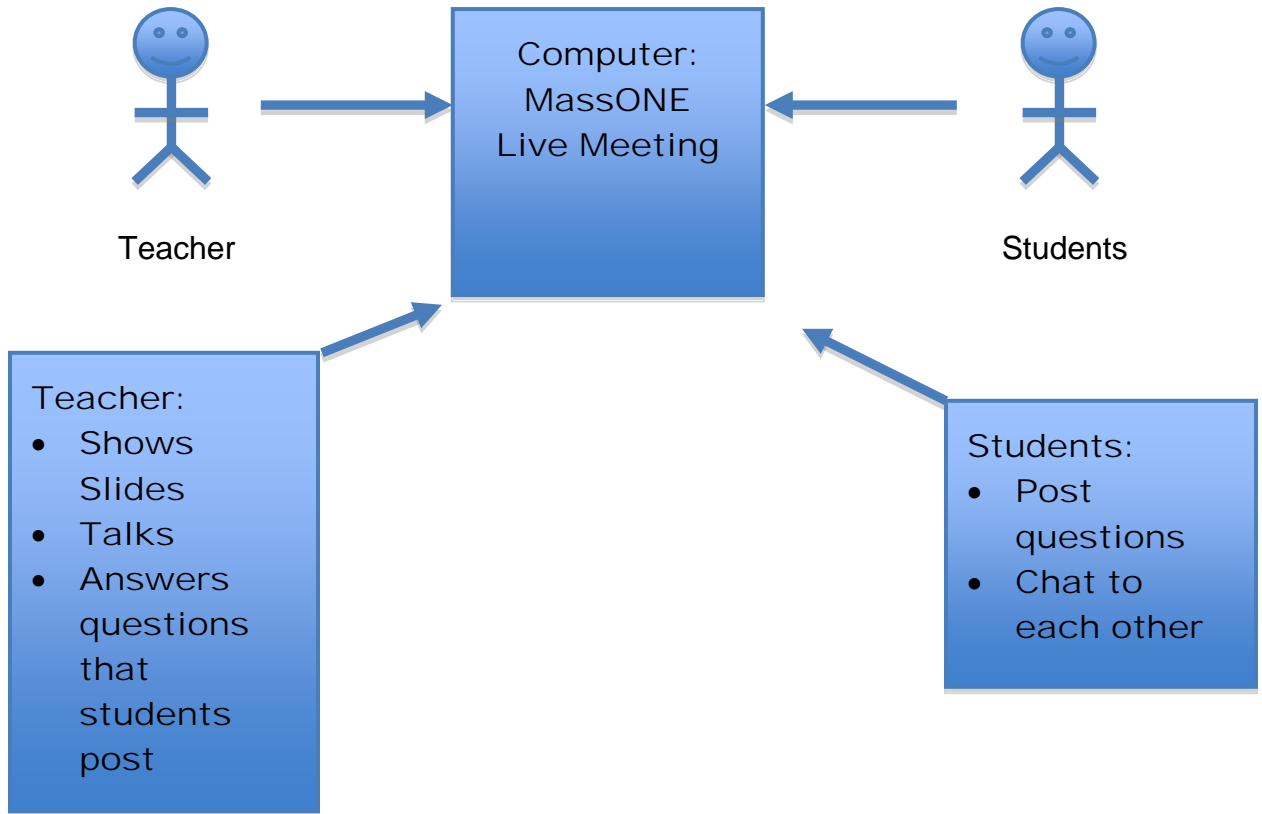 Computer:
MassONE
Live Meeting
Teacher
Students
Teacher:
• Shows
Slides
• Talks
• Answers
questions
that
students
post
Students:
• Post
questions
• Chat to
each other